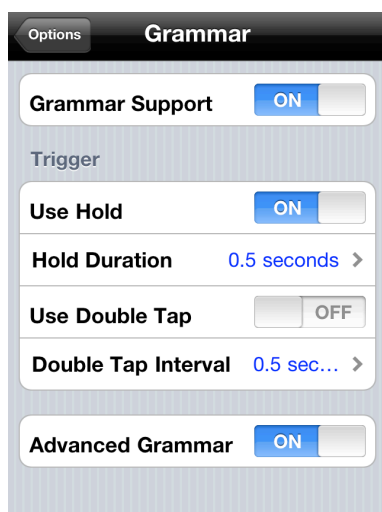 Options Grammar
Grammar Support ON
Trigger
Use Hold ON
Hold Duration 0.5 seconds
Use Double Tap OFF
Double Tap Interval 0.5 sec...
Advanced Grammar ON